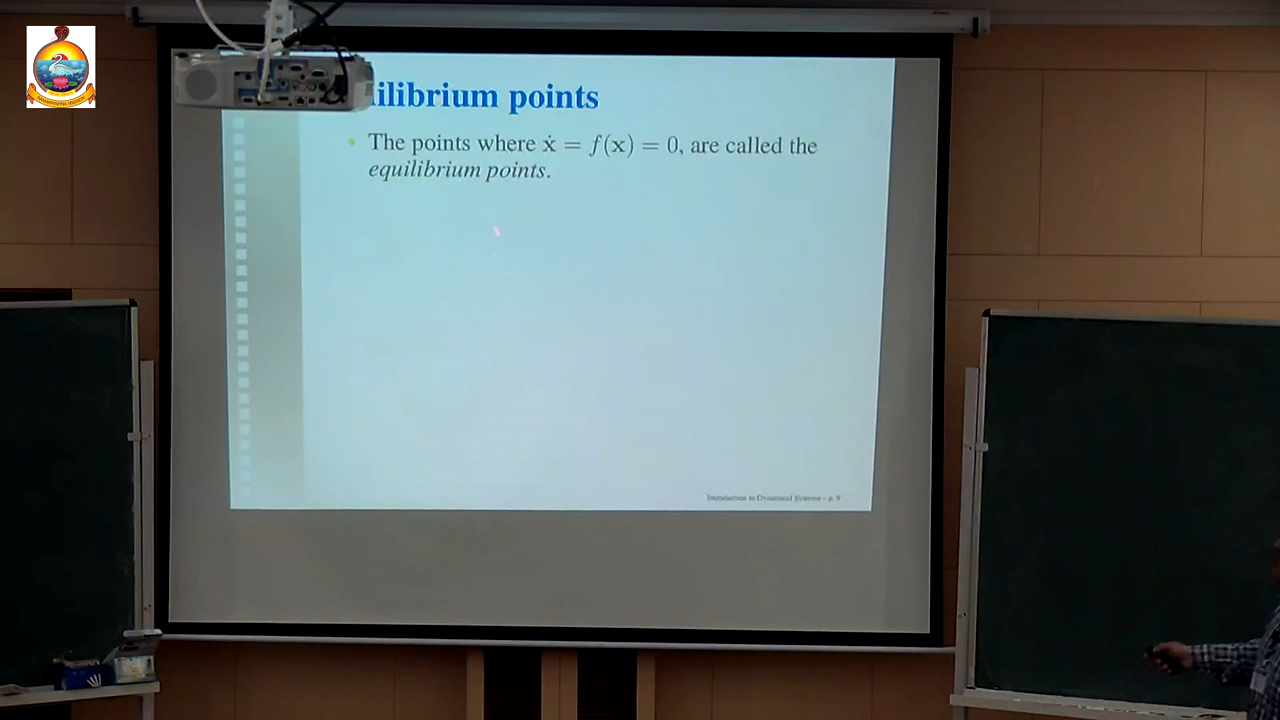 ilibrium points
The points where ẋ = f(x) = 0, are called the
equilibrium points.
Introduction to Dynamical Systems – p. 9